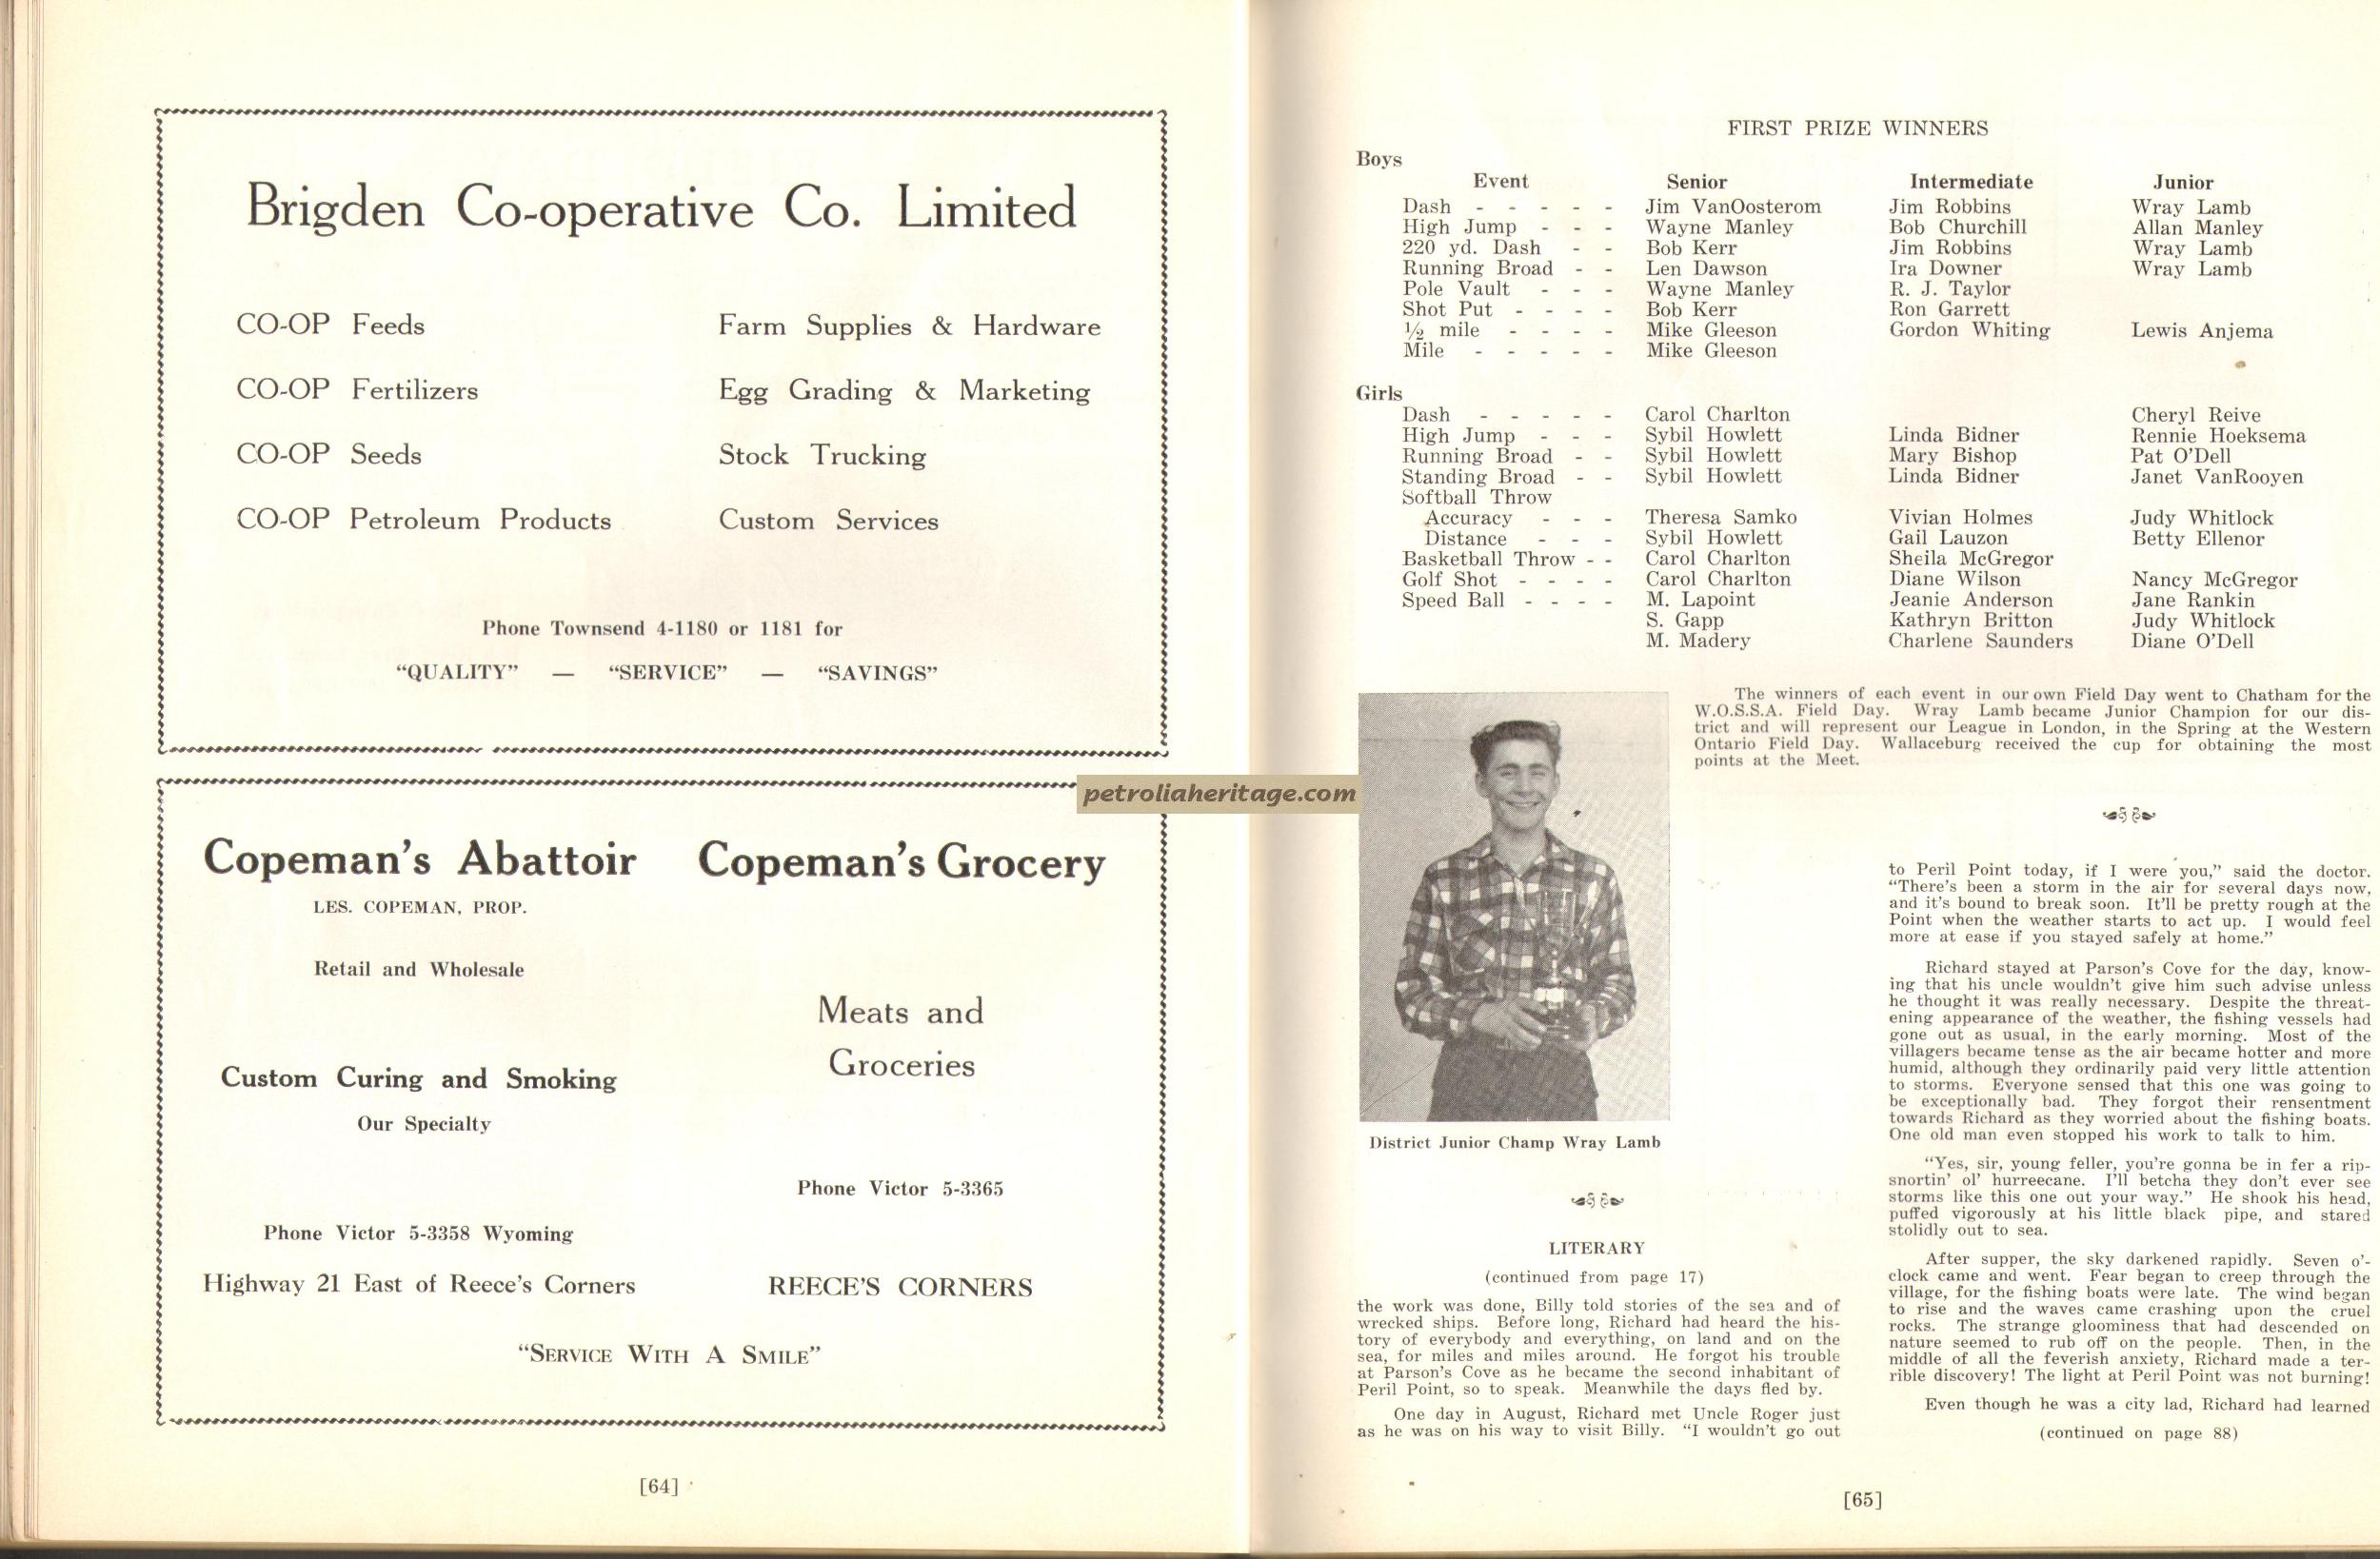 Brigden Co-operative Co. Limited
CO-OP Feeds
Farm Supplies & Hardware
CO-OP Fertilizers
Egg Grading & Marketing
CO-OP Seeds
Stock Trucking
CO-OP Petroleum Products
Custom Services
Phone Townsend 4-1180 or 1181 for
“QUALITY” — “SERVICE” — “SAVINGS”
Copeman's Abattoir
LES. COPEMAN, PROP.
Retail and Wholesale
Custom Curing and Smoking
Our Specialty
Phone Victor 5-3358 Wyoming
Highway 21 East of Reece's Corners
Copeman's Grocery
Meats and
Groceries
Phone Victor 5-3365
REECE'S CORNERS
“SERVICE WITH A SMILE”
[64]
petroliaheritage.com
FIRST PRIZE WINNERS
Boys
Event Senior Intermediate Junior
Dash - - - - - Jim VanOosterom Jim Robbins Wray Lamb
High Jump - - - Wayne Manley Bob Churchill Allan Manley
220 yd. Dash - - Bob Kerr Jim Robbins Wray Lamb
Running Broad - - Len Dawson Ira Downer Wray Lamb
Pole Vault - - - Wayne Manley R. J. Taylor
Shot Put - - - - Bob Kerr Ron Garrett
½ mile - - - - Mike Gleeson Gordon Whiting Lewis Anjema
Mile - - - - - Mike Gleeson
Girls
Dash - - - - - Carol Charlton Cheryl Reive
High Jump - - - Sybil Howlett Linda Bidner Rennie Hoeksema
Running Broad - - Sybil Howlett Mary Bishop Pat O'Dell
Standing Broad - - Sybil Howlett Linda Bidner Janet VanRooyen
Softball Throw
Accuracy - - - Theresa Samko Vivian Holmes Judy Whitlock
Distance - - - Sybil Howlett Gail Lauzon Betty Ellenor
Basketball Throw - - Carol Charlton Sheila McGregor
Golf Shot - - - - Carol Charlton Diane Wilson Nancy McGregor
Speed Ball - - - - M. Lapoint Jeanie Anderson Jane Rankin
S. Gapp Kathryn Britton Judy Whitlock
M. Madery Charlene Saunders Diane O'Dell
The winners of each event in our own Field Day went to Chatham for the
W.O.S.S.A. Field Day. Wray Lamb became Junior Champion for our dis-
trict and will represent our League in London, in the Spring at the Western
Ontario Field Day. Wallaceburg received the cup for obtaining the most
points at the Meet.
District Junior Champ Wray Lamb
LITERARY
(continued from page 17)
the work was done, Billy told stories of the sea and of
wrecked ships. Before long, Richard had heard the his-
tory of everybody and everything, on land and on the
sea, for miles and miles around. He forgot his trouble
at Parson's Cove as he became the second inhabitant of
Peril Point, so to speak. Meanwhile the days fled by.
One day in August, Richard met Uncle Roger just
as he was on his way to visit Billy. “I wouldn't go out
to Peril Point today, if I were you,” said the doctor.
“There's been a storm in the air for several days now,
and it's bound to break soon. It'll be pretty rough at the
Point when the weather starts to act up. I would feel
more at ease if you stayed safely at home.”
Richard stayed at Parson's Cove for the day, know-
ing that his uncle wouldn't give him such advise unless
he thought it was really necessary. Despite the threat-
ening appearance of the weather, the fishing vessels had
gone out as usual, in the early morning. Most of the
villagers became tense as the air became hotter and more
humid, although they ordinarily paid very little attention
to storms. Everyone sensed that this one was going to
be exceptionally bad. They forgot their rensentment
towards Richard as they worried about the fishing boats.
One old man even stopped his work to talk to him.
“Yes, sir, young feller, you're gonna be in fer a rip-
snortin' ol' hurreecane. I'll betcha they don't ever see
storms like this one out your way.” He shook his head,
puffed vigorously at his little black pipe, and stared
stolidly out to sea.
After supper, the sky darkened rapidly. Seven o'-
clock came and went. Fear began to creep through the
village, for the fishing boats were late. The wind began
to rise and the waves came crashing upon the cruel
rocks. The strange gloominess that had descended on
nature seemed to rub off on the people. Then, in the
middle of all the feverish anxiety, Richard made a ter-
rible discovery! The light at Peril Point was not burning!
Even though he was a city lad, Richard had learned
(continued on page 88)
[65]